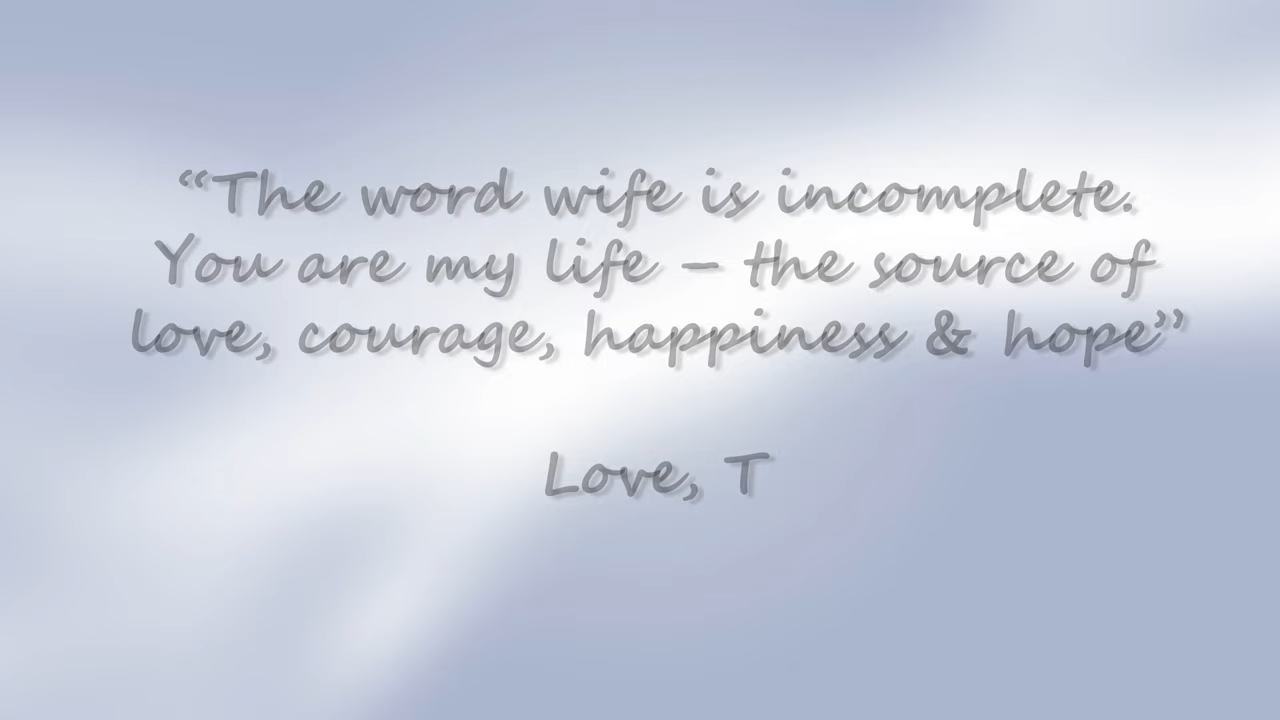 “The word wife is incomplete.
You are my life – the source of
love, courage, happiness & hope”
Love, T